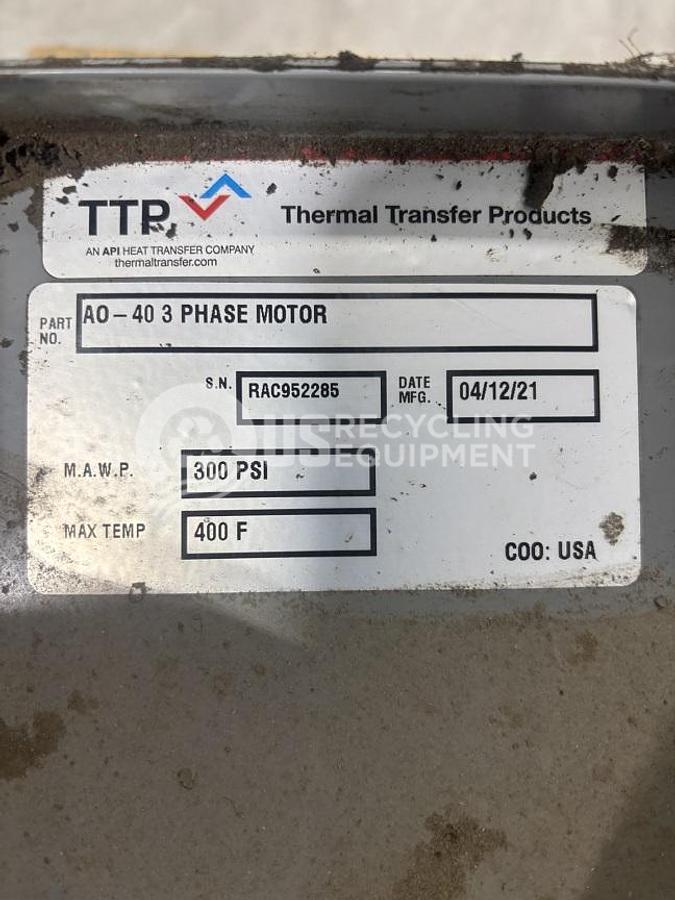 TTP
Thermal Transfer Products
AN API HEAT TRANSFER COMPANY
thermaltransfer.com
PART NO. AO-40 3 PHASE MOTOR
S.N. RAC952285 DATE MFG. 04/12/21
US RECYCLING
EQUIPMENT
M.A.W.P. 300 PSI
MAX TEMP 400 F
COO: USA